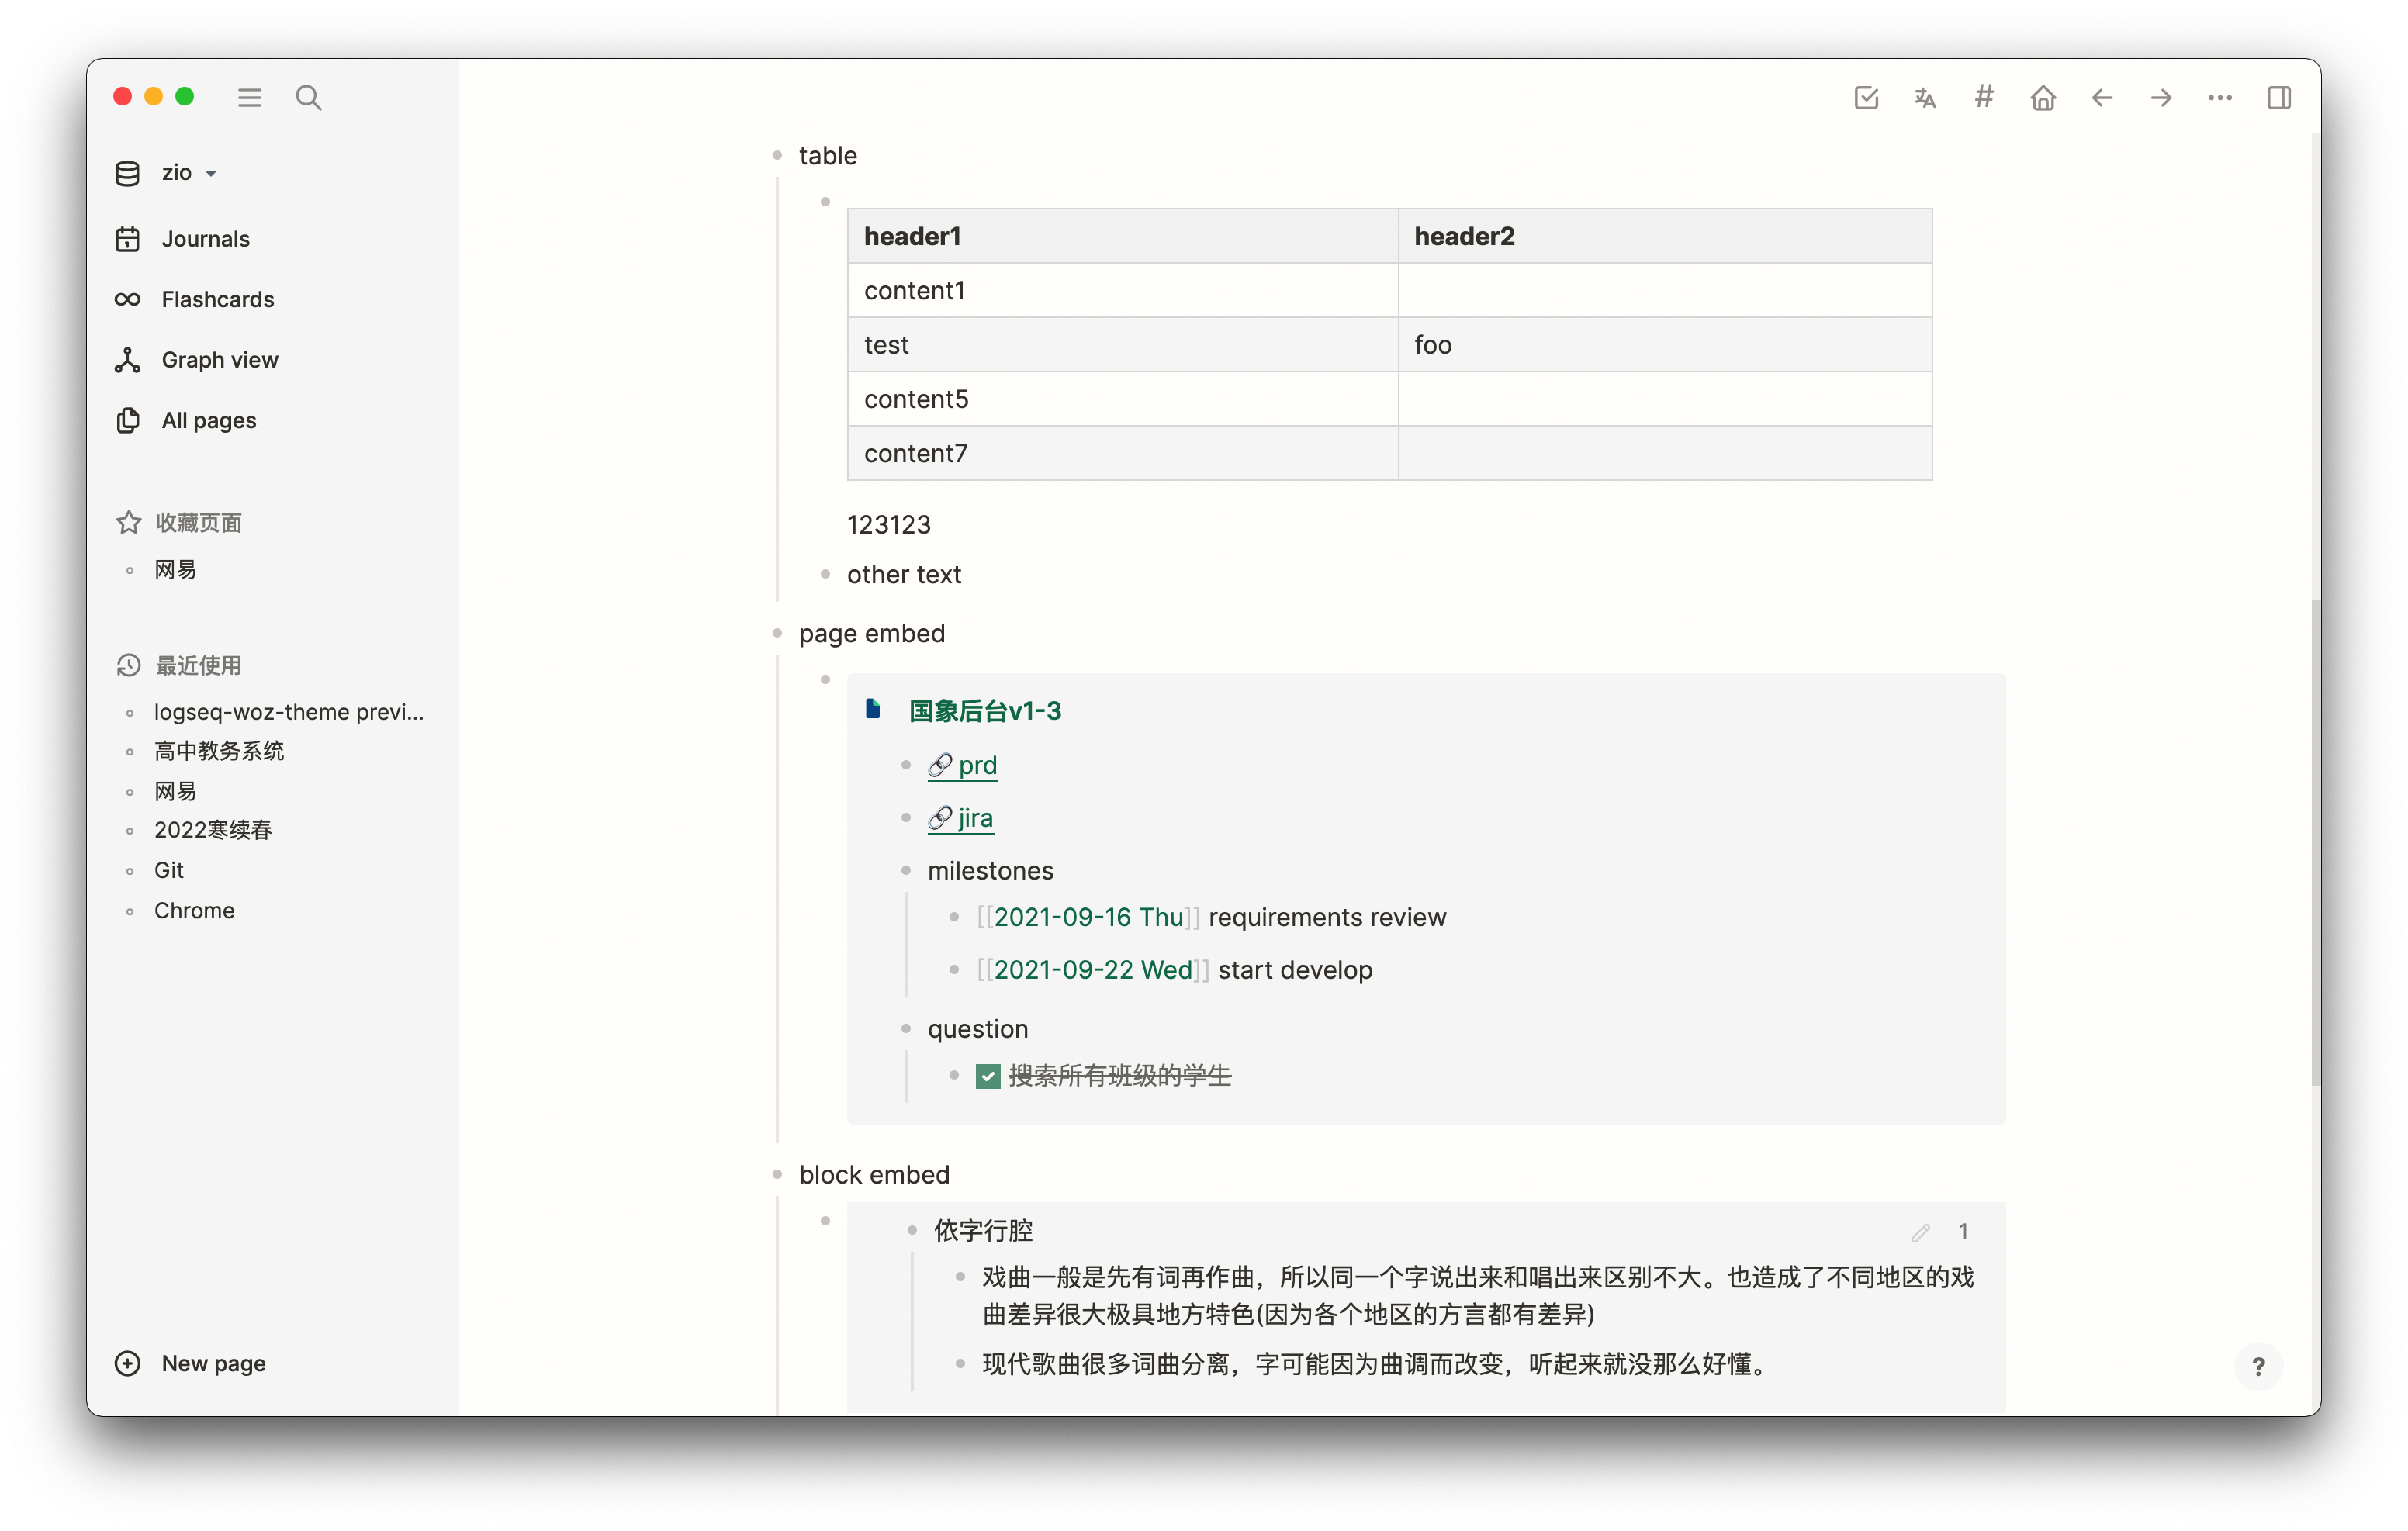 zio
Journals
Flashcards
Graph view
All pages
收藏页面
网易
最近使用
logseq-woz-theme previ...
高中教务系统
网易
2022寒续春
Git
Chrome
New page
table
header1 header2
content1
test foo
content5
content7
123123
other text
page embed
国象后台v1-3
prd
jira
milestones
[[2021-09-16 Thu]] requirements review
[[2021-09-22 Wed]] start develop
question
搜索所有班级的学生
block embed
依字行腔 1
戏曲一般是先有词再作曲，所以同一个字说出来和唱出来区别不大。也造成了不同地区的戏
曲差异很大极具地方特色(因为各个地区的方言都有差异)
现代歌曲很多词曲分离，字可能因为曲调而改变，听起来就没那么好懂。
?